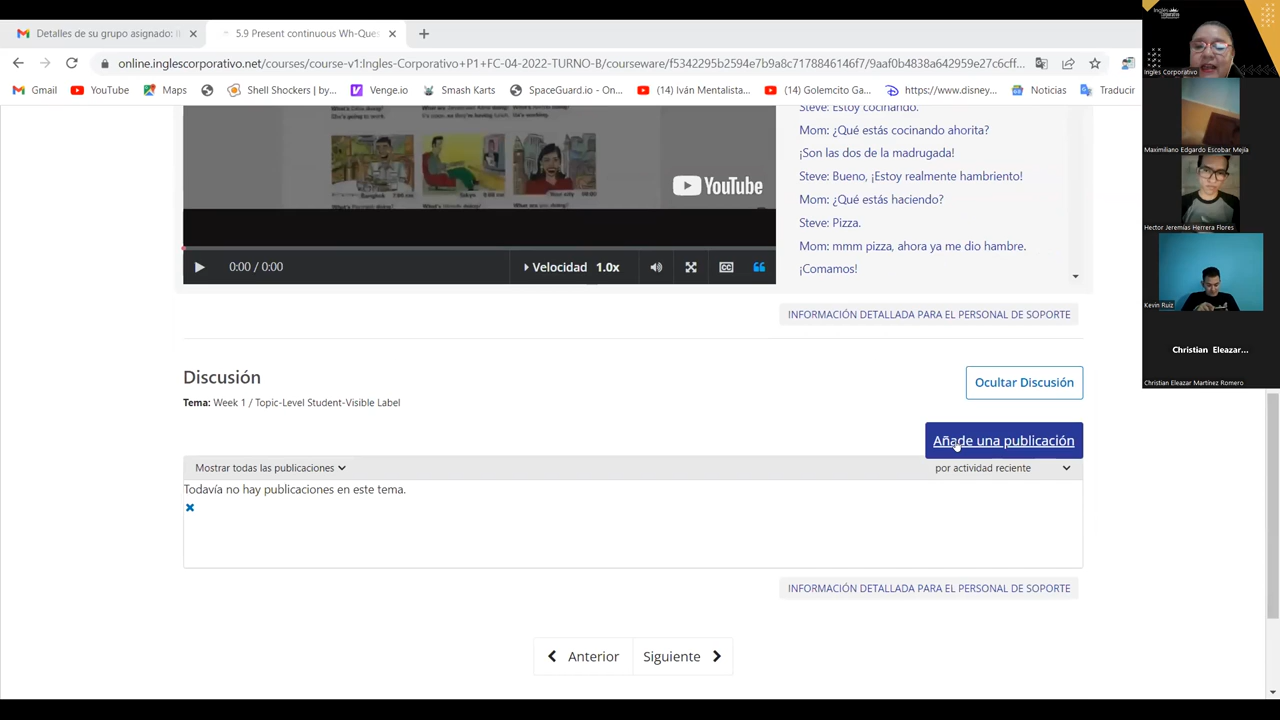 Detalles de su grupo asignado: I
5.9 Present continuous Wh-Ques
online.inglescorporativo.net/courses/course-v1:Ingles-Corporativo+P1+FC-04-2022-TURNO-B/courseware/f534229532594e7b9a8c7178846146f7/9aaf0b4838a642959e27c6cff...
Gmail
YouTube
Maps
Shell Shockers | by...
Venge.io
Smash Karts
SpaceGuard.io - On...
(14) Iván Mentalista...
(14) Golemcito Ga...
https://www.disney...
Noticias
Traducir
Steve: Estoy cocinando.
Mom: ¿Qué estás cocinando ahorita?
¡Son las dos de la madrugada!
Steve: Bueno, ¡Estoy realmente hambriento!
Mom: ¿Qué estás haciendo?
Steve: Pizza.
Mom: mmm pizza, ahora ya me dio hambre.
¡Comamos!
YouTube
0:00 / 0:00
Velocidad 1.0x
CC
INFORMACIÓN DETALLADA PARA EL PERSONAL DE SOPORTE
Discusión
Ocultar Discusión
Tema: Week 1 / Topic-Level Student-Visible Label
Añade una publicación
Mostrar todas las publicaciones
por actividad reciente
Todavía no hay publicaciones en este tema.
INFORMACIÓN DETALLADA PARA EL PERSONAL DE SOPORTE
Anterior
Siguiente
Ingles Corporativo
Maximiliano Edgardo Escobar Mejía
Hector Jeremías Herrera Flores
Kevin Ruiz
Christian Eleazar...
Christian Eleazar Martínez Romero